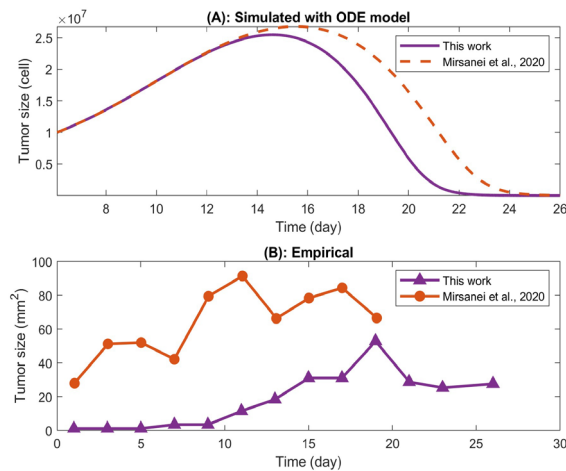 (A): Simulated with ODE model
×10⁷
2.5
2
1.5
1
0.5
Tumor size (cell)
This work
Mirsanei et al., 2020
6 8 10 12 14 16 18 20 22 24 26
Time (day)
(B): Empirical
100
80
60
40
20
0
Tumor size (mm²)
This work
Mirsanei et al., 2020
0 5 10 15 20 25 30
Time (day)